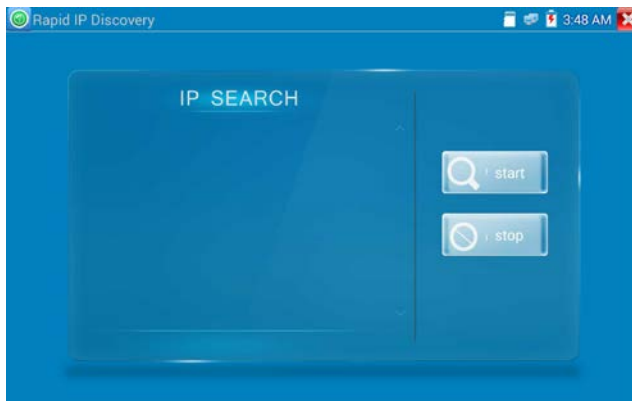 Rapid IP Discovery
3:48 AM
IP SEARCH
start
stop